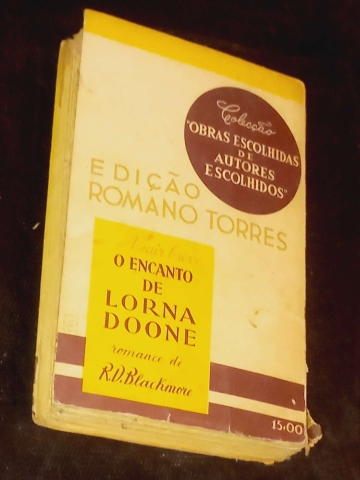 Colecção
"OBRAS ESCOLHIDAS
DE
AUTORES
ESCOLHIDOS"
EDIÇÃO
ROMANO TORRES
O ENCANTO
DE
LORNA
DOONE
romance de
R.D. Blackmore
15$00